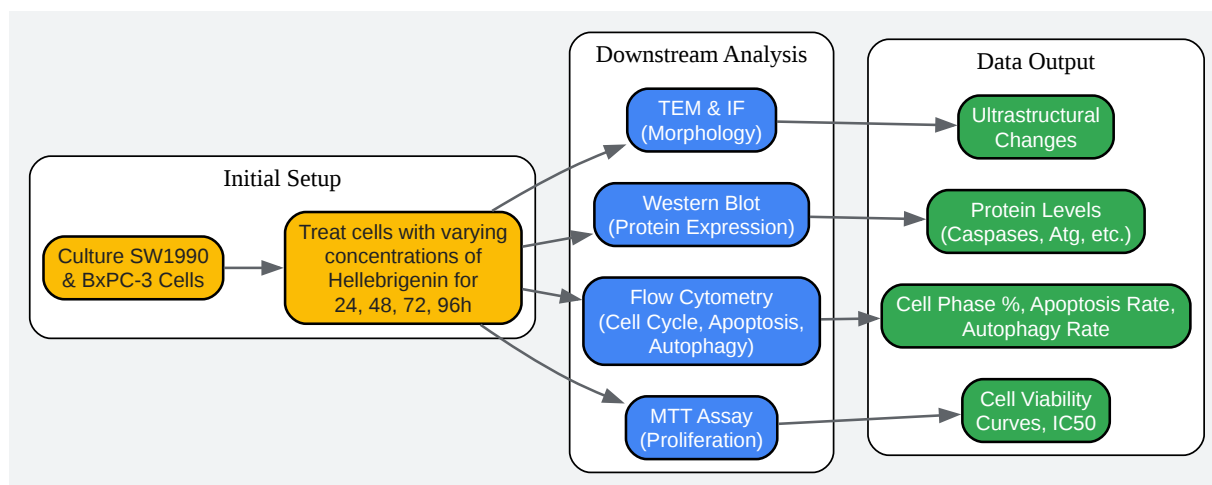 Initial Setup
Culture SW1990
& BxPC-3 Cells
Treat cells with varying
concentrations of
Hellebrigenin for
24, 48, 72, 96h
Downstream Analysis
TEM & IF
(Morphology)
Western Blot
(Protein Expression)
Flow Cytometry
(Cell Cycle, Apoptosis,
Autophagy)
MTT Assay
(Proliferation)
Data Output
Ultrastructural
Changes
Protein Levels
(Caspases, Atg, etc.)
Cell Phase %, Apoptosis Rate,
Autophagy Rate
Cell Viability
Curves, IC50